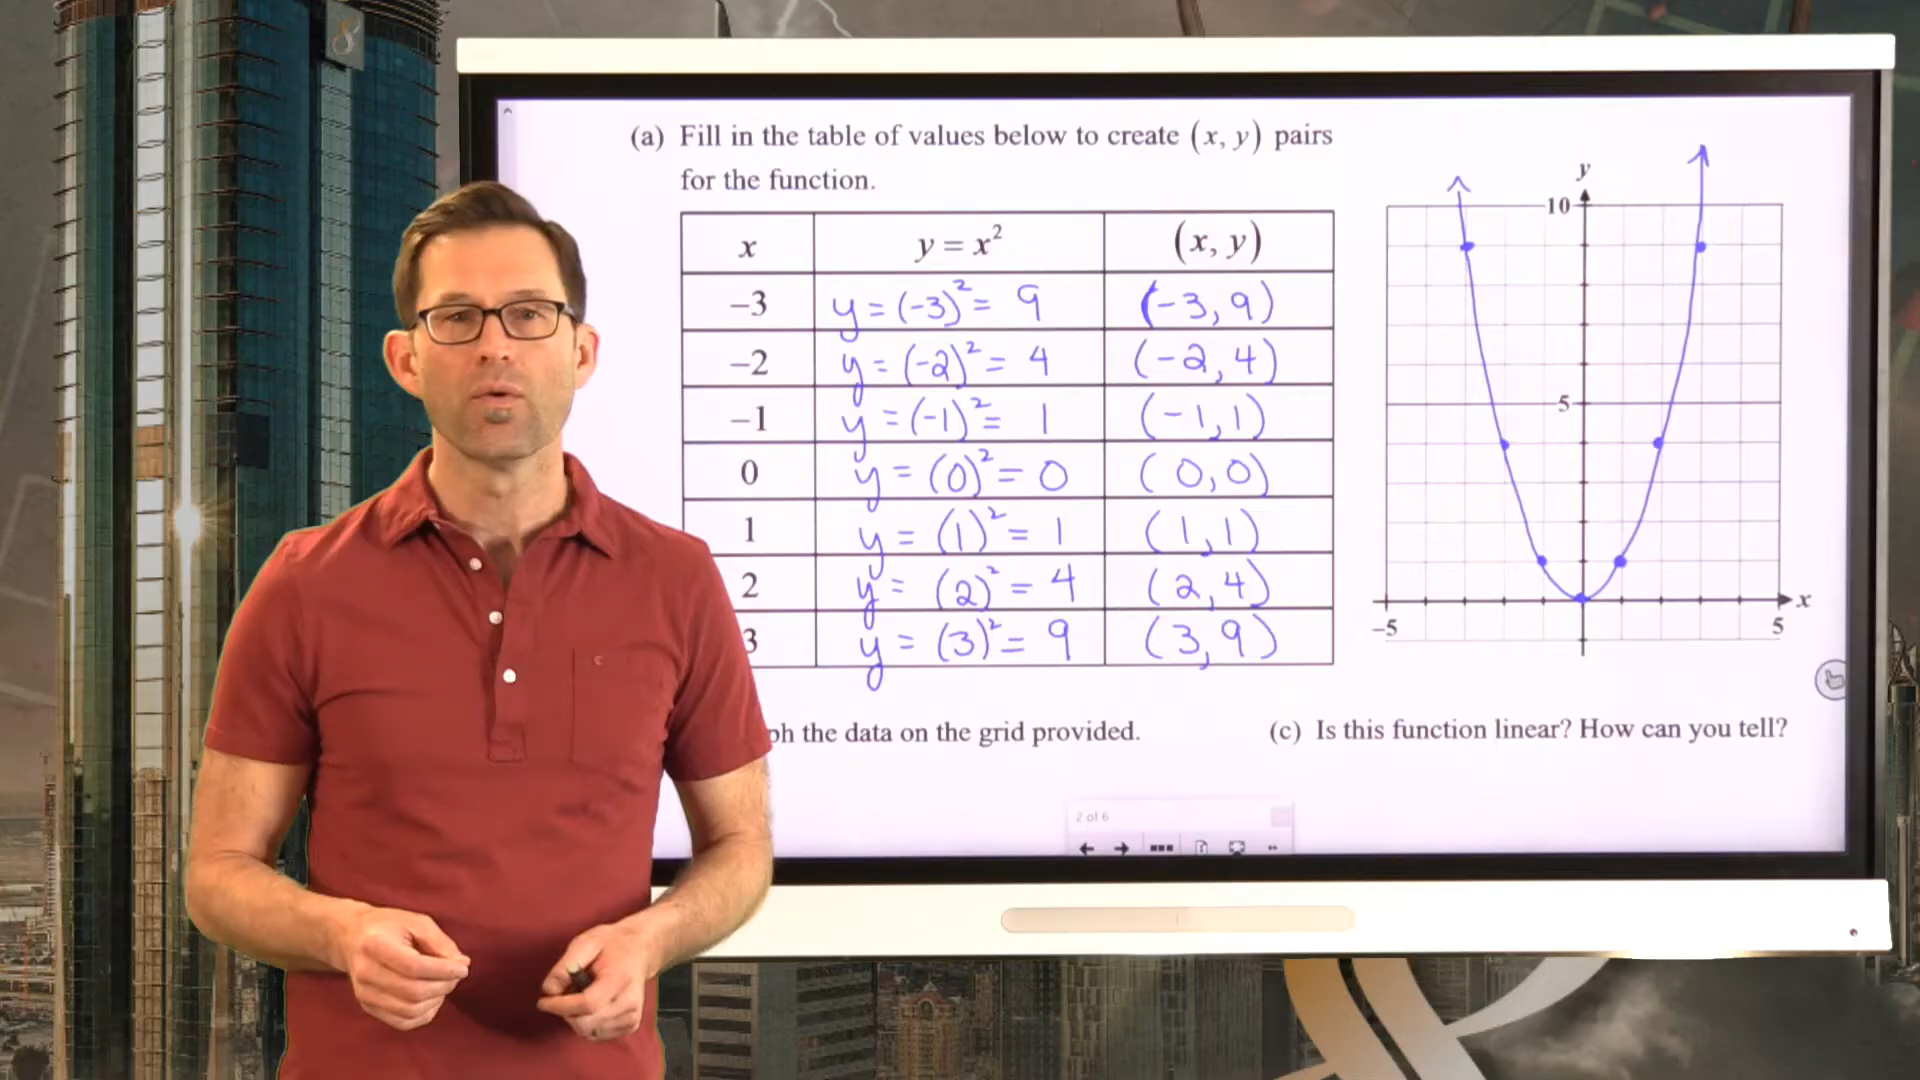 (a) Fill in the table of values below to create (x, y) pairs
for the function.
x y = x² (x, y)
−3 y = (-3)² = 9 (-3, 9)
−2 y = (-2)² = 4 (-2, 4)
−1 y = (-1)² = 1 (-1, 1)
0 y = (0)² = 0 (0, 0)
1 y = (1)² = 1 (1, 1)
2 y = (2)² = 4 (2, 4)
3 y = (3)² = 9 (3, 9)
y
10
5
x
−5 5
ph the data on the grid provided.
(c) Is this function linear? How can you tell?
2 of 6